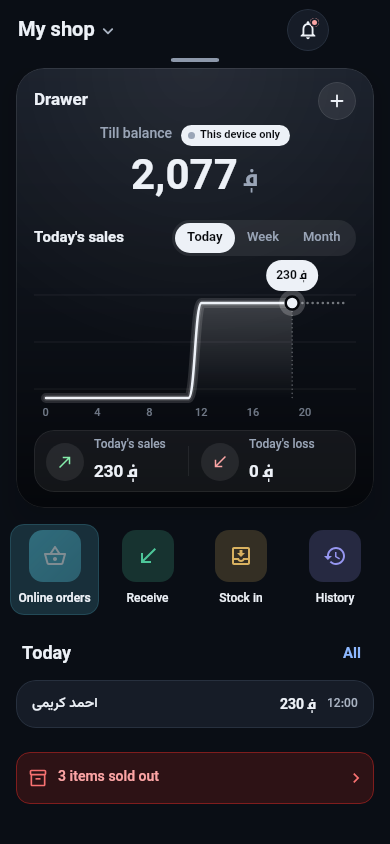 My shop
Drawer
Till balance
This device only
2,077 ؋
Today's sales
Today
Week
Month
230 ؋
0
4
8
12
16
20
Today's sales
230 ؋
Today's loss
0 ؋
Online orders
Receive
Stock in
History
Today
All
احمد کریمی
230 ؋
12:00
3 items sold out